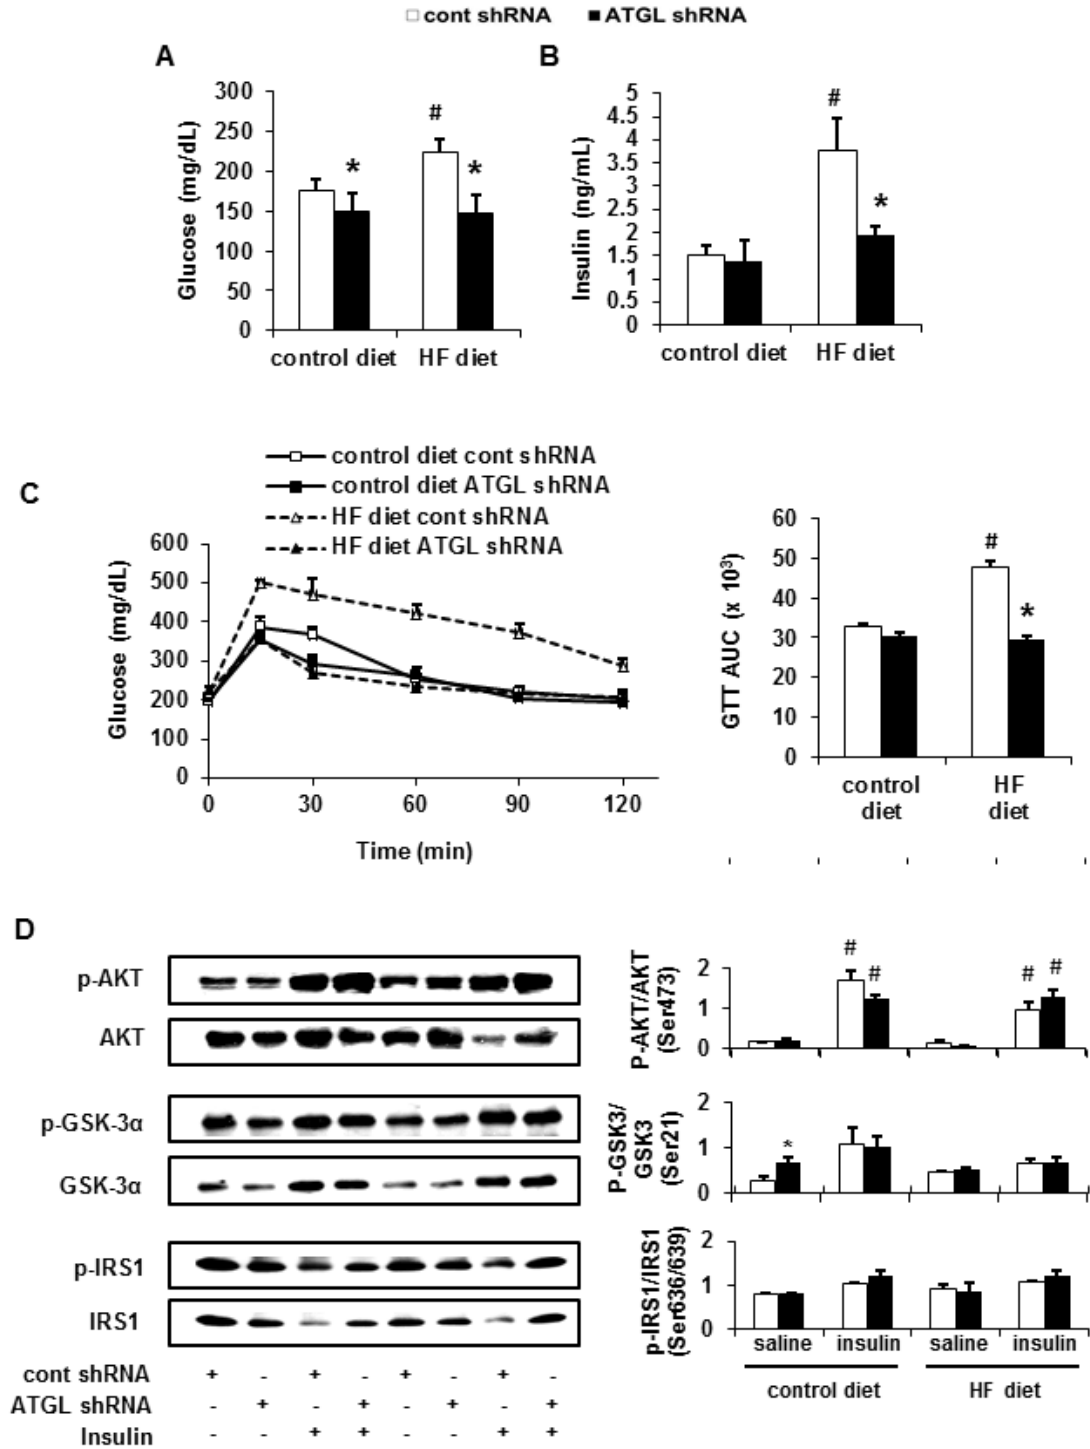 cont shRNA ATGL shRNA
A
B
300
250
200
150
100
50
0
Glucose (mg/dL)
#
*
*
control diet HF diet
5
4.5
4
3.5
3
2.5
2
1.5
1
0.5
0
Insulin (ng/mL)
#
*
control diet HF diet
C
control diet cont shRNA
control diet ATGL shRNA
HF diet cont shRNA
HF diet ATGL shRNA
600
500
400
300
200
100
0
Glucose (mg/dL)
0 30 60 90 120
Time (min)
60
50
40
30
20
10
0
GTT AUC (x 10³)
#
*
control diet
HF diet
D
p-AKT
AKT
p-GSK-3α
GSK-3α
p-IRS1
IRS1
cont shRNA + - + - + - + -
ATGL shRNA - + - + - + - +
Insulin - - + + - - + +
P-AKT/AKT
(Ser473)
2
1
0
# # # #
P-GSK3/
GSK3
(Ser21)
2
1
0
*
p-IRS1/IRS1
(Ser636/639)
2
1
0
saline insulin saline insulin
control diet HF diet